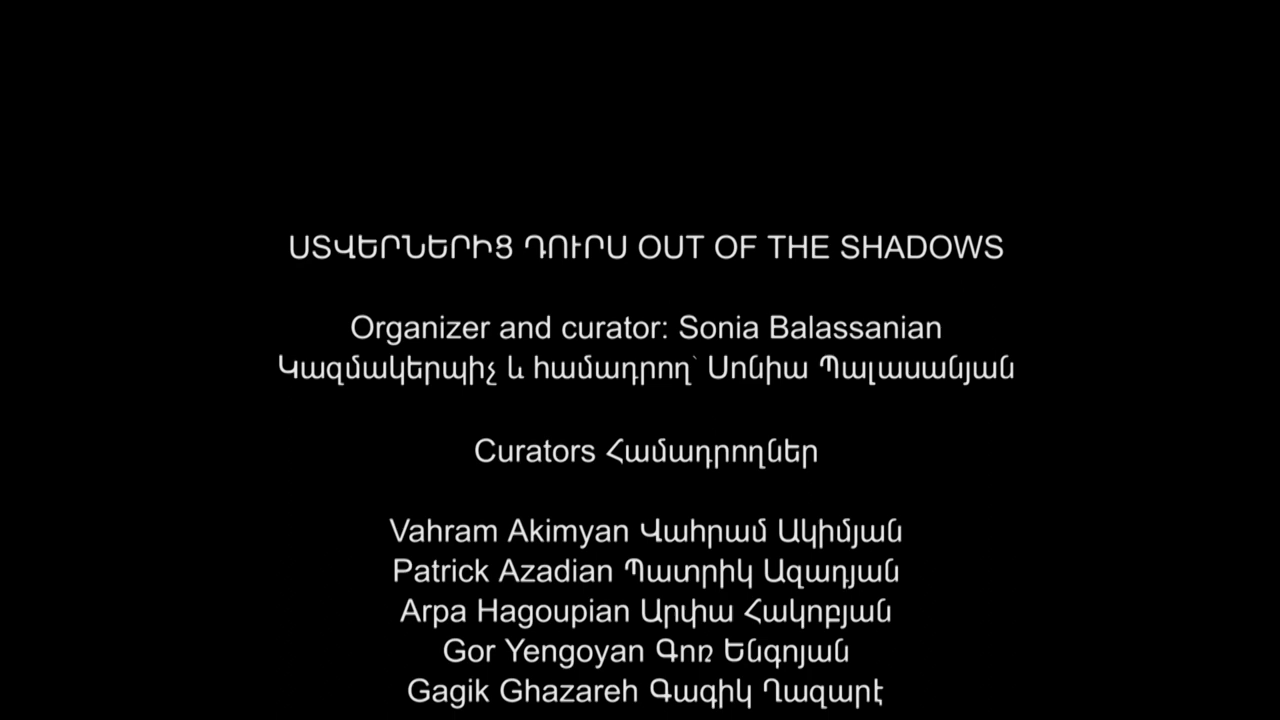 ՍՏՎԵՐՆԵՐԻՑ ԴՈՒՐՍ OUT OF THE SHADOWS
Organizer and curator: Sonia Balassanian
Կազմակերպիչ և համադրող՝ Սոնիա Պալասանյան
Curators Համադրողներ
Vahram Akimyan Վահրամ Ակիմյան
Patrick Azadian Պատրիկ Ազադյան
Arpa Hagoupian Արփա Հակոբյան
Gor Yengoyan Գոռ Ենգոյան
Gagik Ghazareh Գագիկ Ղազարէ